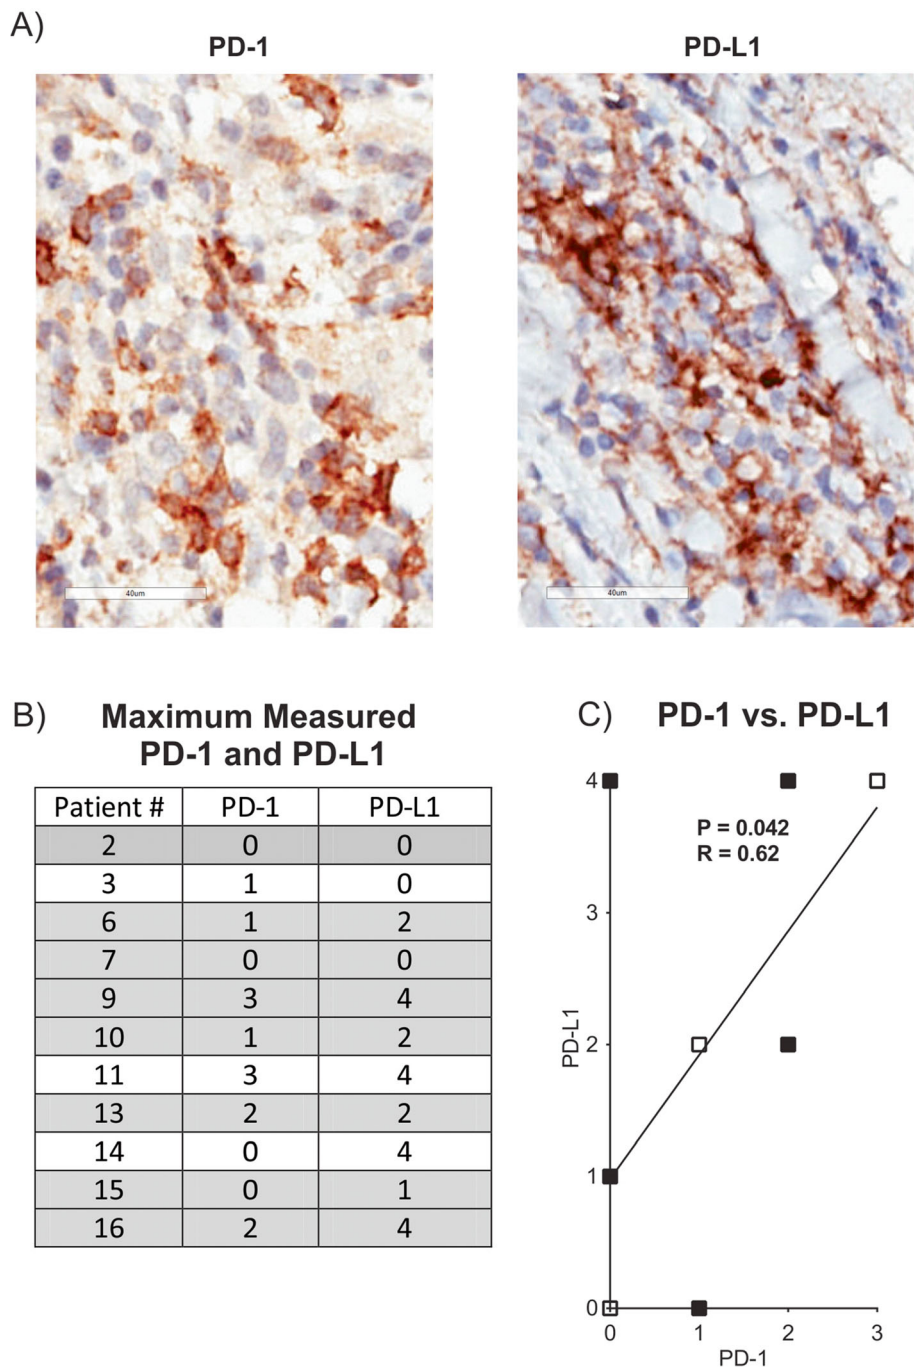 A)
PD-1
PD-L1
40um
40um
B) Maximum Measured
PD-1 and PD-L1
Patient # PD-1 PD-L1
2 0 0
3 1 0
6 1 2
7 0 0
9 3 4
10 1 2
11 3 4
13 2 2
14 0 4
15 0 1
16 2 4
C) PD-1 vs. PD-L1
P = 0.042
R = 0.62
4
3
2
1
0
PD-L1
0 1 2 3
PD-1